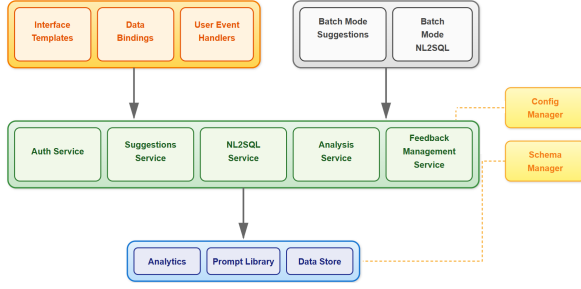 Interface
Templates
Data
Bindings
User Event
Handlers
Batch Mode
Suggestions
Batch
Mode
NL2SQL
Config
Manager
Auth Service
Suggestions
Service
NL2SQL
Service
Analysis
Service
Feedback
Management
Service
Schema
Manager
Analytics
Prompt Library
Data Store